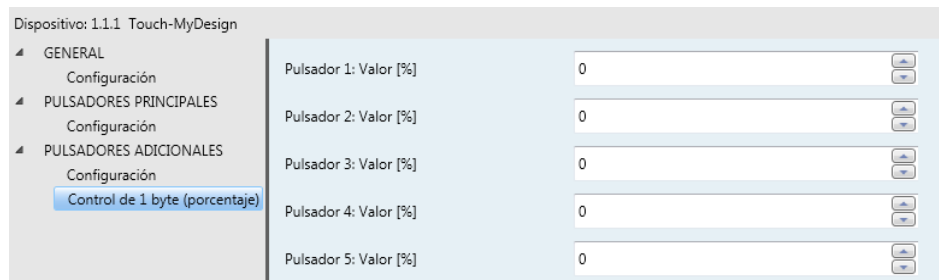 Dispositivo: 1.1.1 Touch-MyDesign
GENERAL
Configuración
PULSADORES PRINCIPALES
Configuración
PULSADORES ADICIONALES
Configuración
Control de 1 byte (porcentaje)
Pulsador 1: Valor [%] 0
Pulsador 2: Valor [%] 0
Pulsador 3: Valor [%] 0
Pulsador 4: Valor [%] 0
Pulsador 5: Valor [%] 0